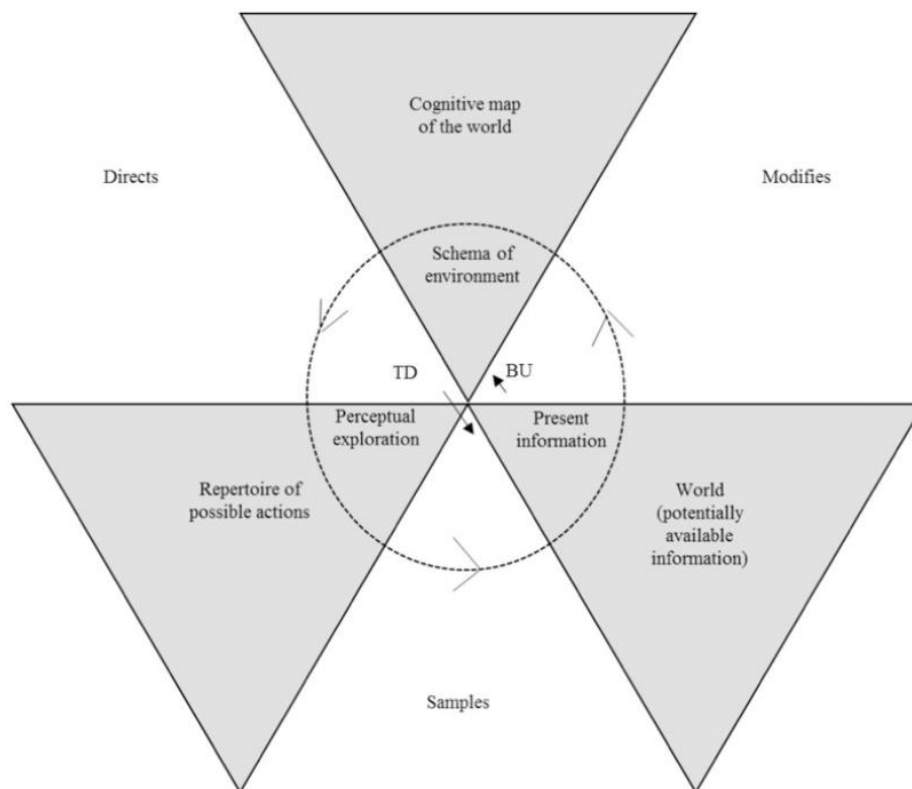 Cognitive map
of the world
Directs
Modifies
Schema of
environment
TD
BU
Perceptual
exploration
Present
information
Repertoire of
possible actions
World
(potentially
available
information)
Samples